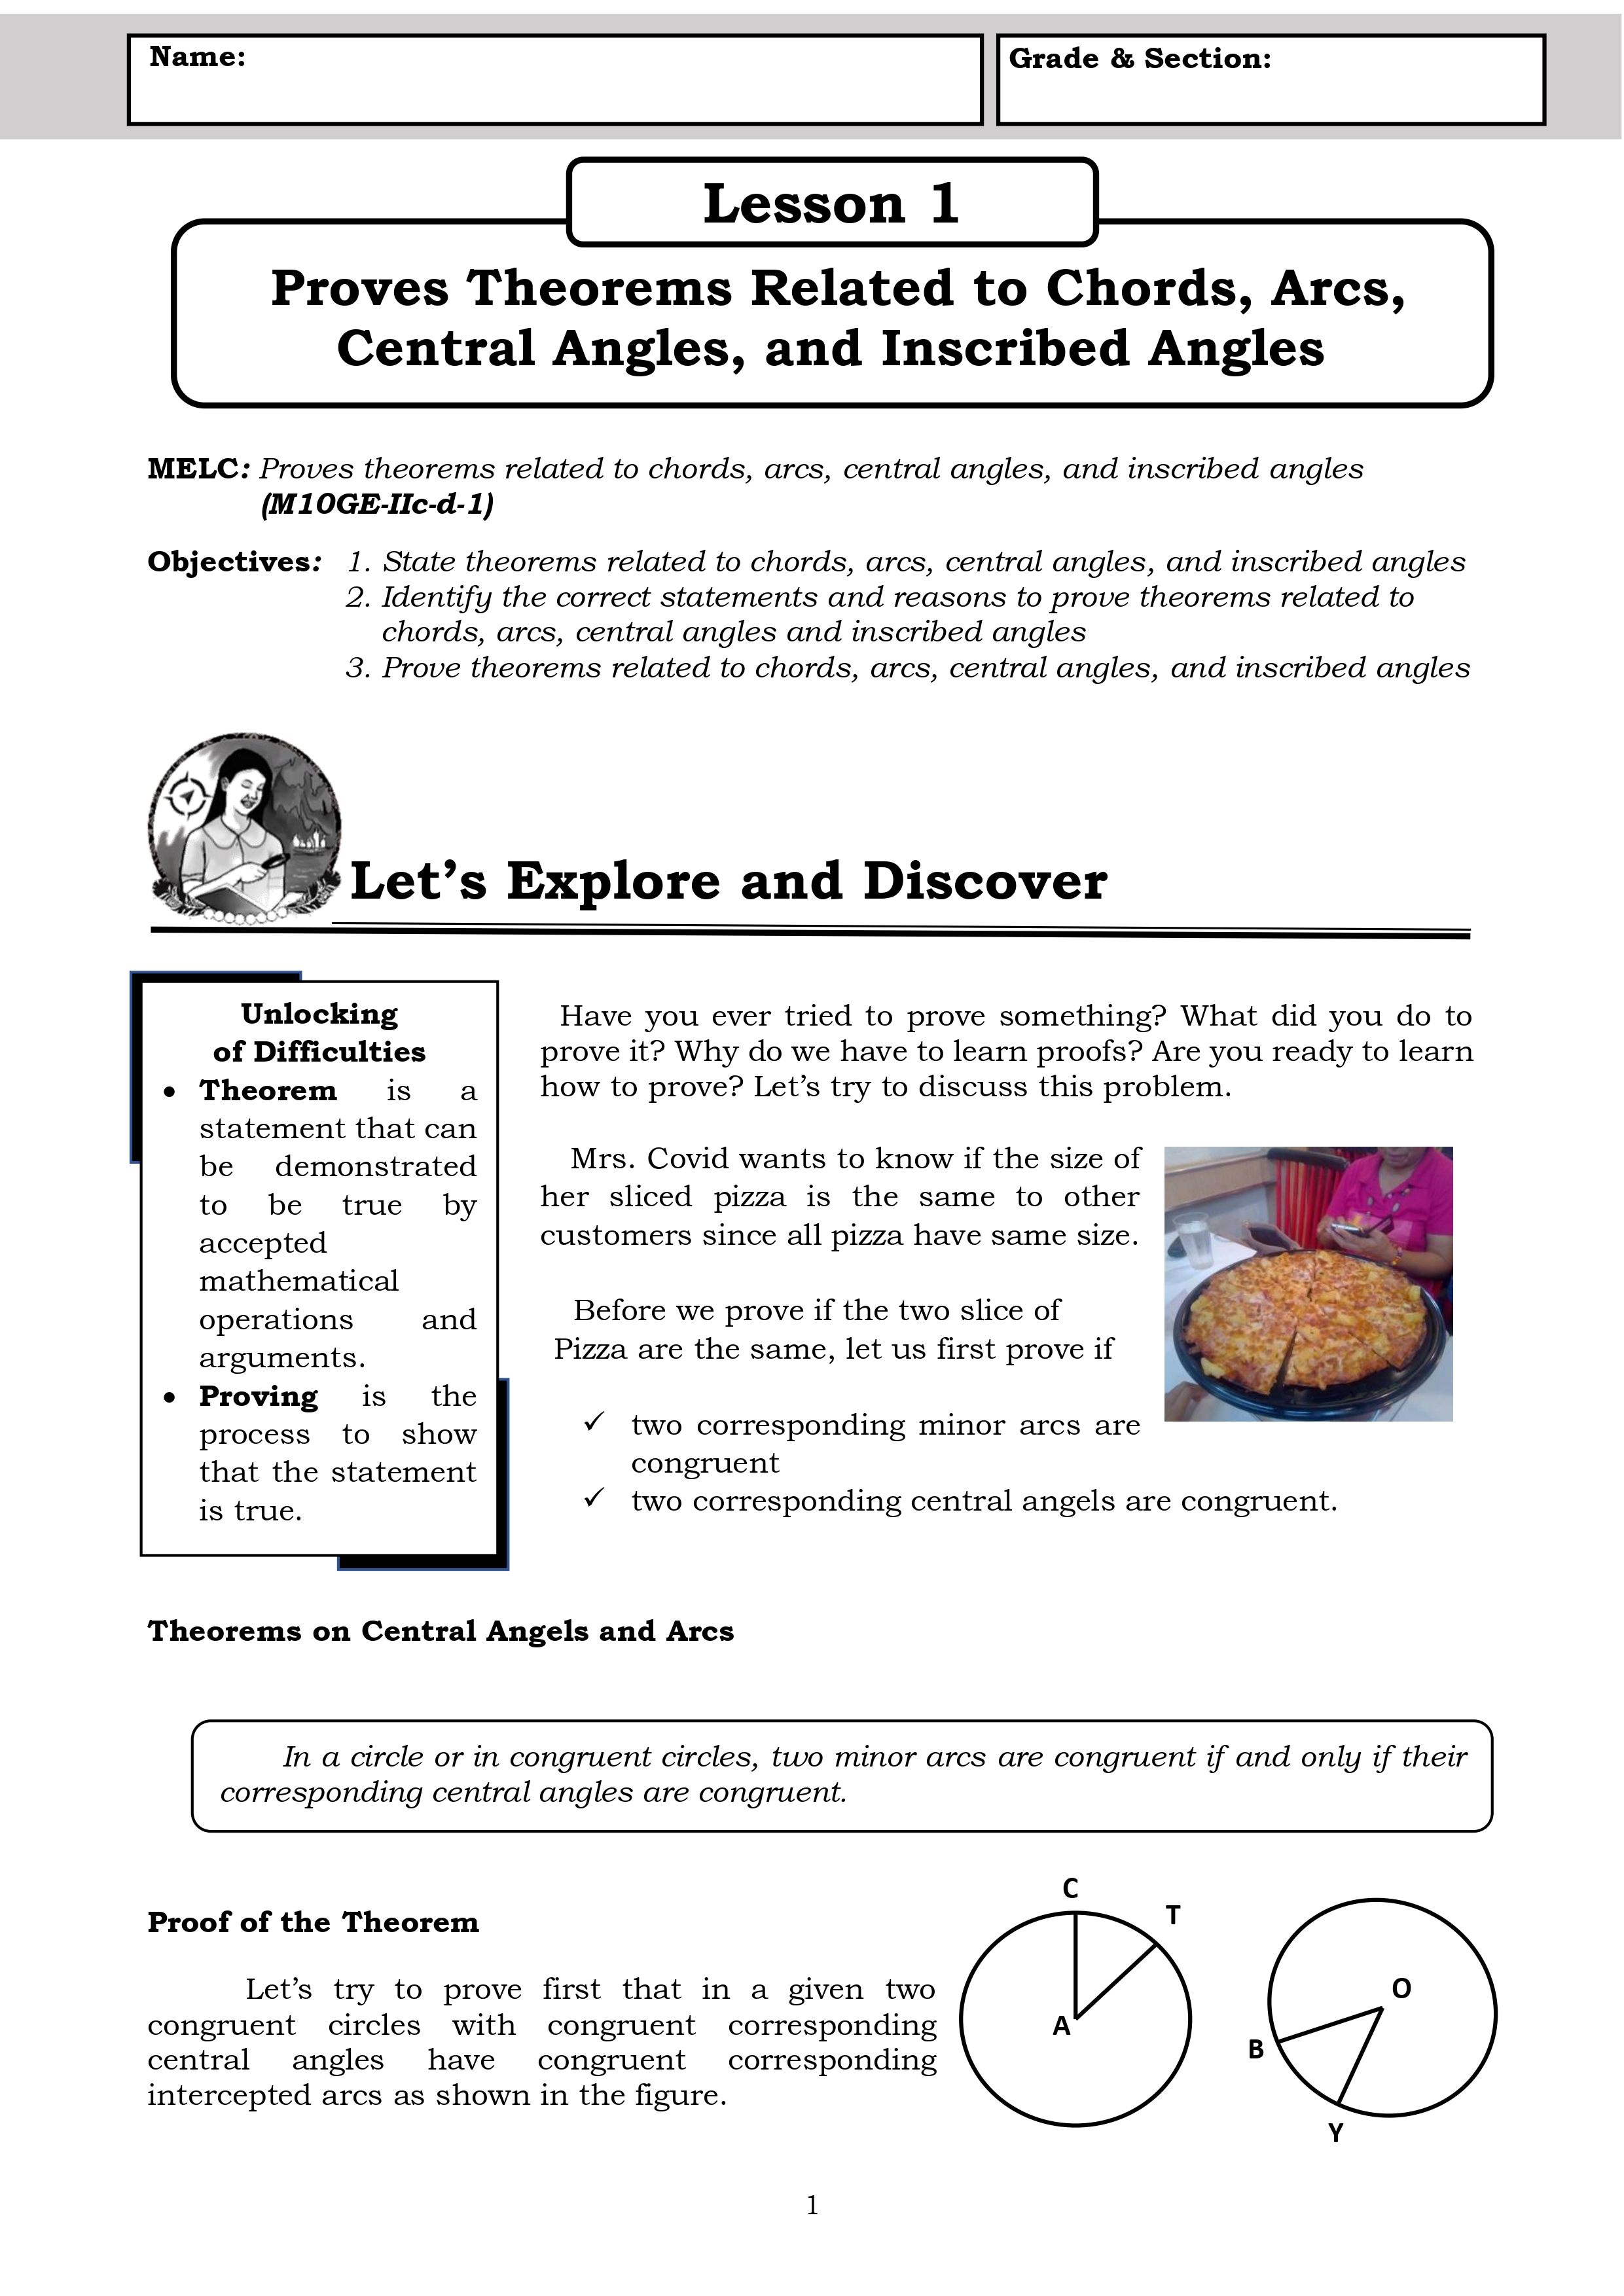 Name:
Grade & Section:
Lesson 1
Proves Theorems Related to Chords, Arcs,
Central Angles, and Inscribed Angles
MELC: Proves theorems related to chords, arcs, central angles, and inscribed angles
(M10GE-IIc-d-1)
Objectives: 1. State theorems related to chords, arcs, central angles, and inscribed angles
2. Identify the correct statements and reasons to prove theorems related to
chords, arcs, central angles and inscribed angles
3. Prove theorems related to chords, arcs, central angles, and inscribed angles
Let's Explore and Discover
Unlocking
of Difficulties
• Theorem is a
statement that can
be demonstrated
to be true by
accepted
mathematical
operations and
arguments.
• Proving is the
process to show
that the statement
is true.
Have you ever tried to prove something? What did you do to
prove it? Why do we have to learn proofs? Are you ready to learn
how to prove? Let's try to discuss this problem.
Mrs. Covid wants to know if the size of
her sliced pizza is the same to other
customers since all pizza have same size.
Before we prove if the two slice of
Pizza are the same, let us first prove if
✓ two corresponding minor arcs are
congruent
✓ two corresponding central angels are congruent.
Theorems on Central Angels and Arcs
In a circle or in congruent circles, two minor arcs are congruent if and only if their
corresponding central angles are congruent.
Proof of the Theorem
Let's try to prove first that in a given two
congruent circles with congruent corresponding
central angles have congruent corresponding
intercepted arcs as shown in the figure.
C
T
A
O
B
Y
1